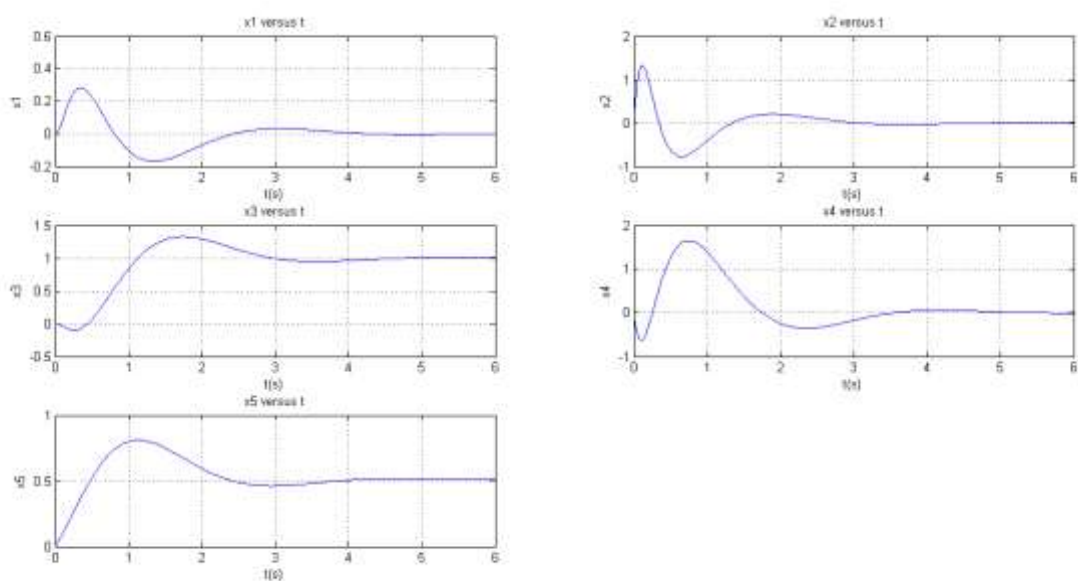 x1 versus t
0.6
0.4
0.2
0
-0.2
x1
0 1 2 3 4 5 6
t(s)
x2 versus t
2
1
0
-1
x2
0 1 2 3 4 5 6
t(s)
x3 versus t
1.5
1
0.5
0
-0.5
x3
0 1 2 3 4 5 6
t(s)
x4 versus t
2
1
0
-1
x4
0 1 2 3 4 5 6
t(s)
x5 versus t
1
0.5
0
x5
0 1 2 3 4 5 6
t(s)